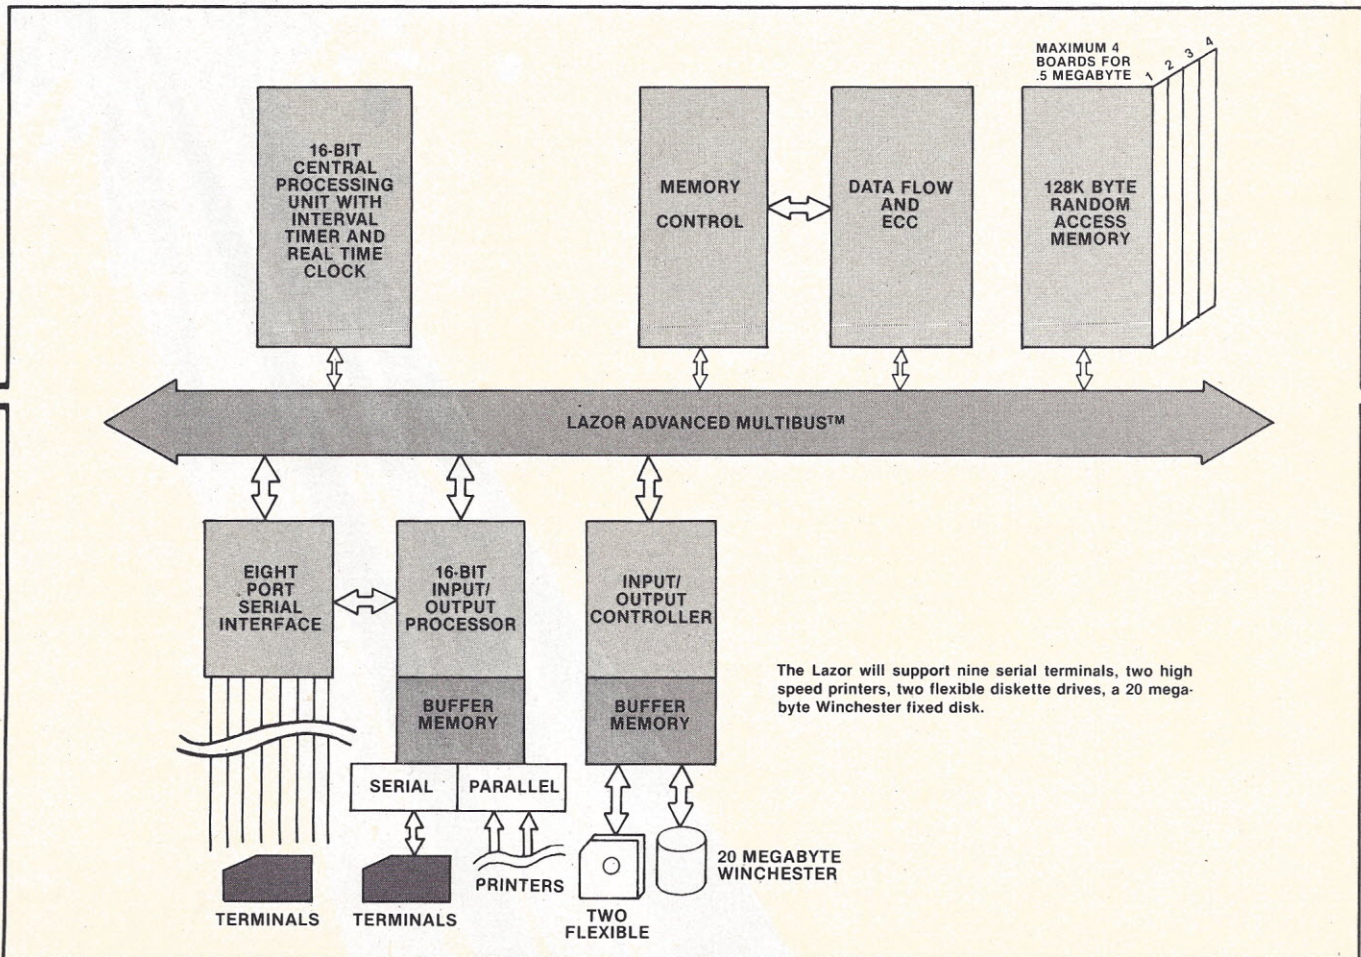 MAXIMUM 4
BOARDS FOR
.5 MEGABYTE
1 2 3 4
16-BIT
CENTRAL
PROCESSING
UNIT WITH
INTERVAL
TIMER AND
REAL TIME
CLOCK
MEMORY
CONTROL
DATA FLOW
AND
ECC
128K BYTE
RANDOM
ACCESS
MEMORY
LAZOR ADVANCED MULTIBUS™
EIGHT
PORT
SERIAL
INTERFACE
16-BIT
INPUT/
OUTPUT
PROCESSOR
BUFFER
MEMORY
INPUT/
OUTPUT
CONTROLLER
BUFFER
MEMORY
The Lazor will support nine serial terminals, two high
speed printers, two flexible diskette drives, a 20 mega-
byte Winchester fixed disk.
SERIAL
PARALLEL
TERMINALS
TERMINALS
PRINTERS
TWO
FLEXIBLE
20 MEGABYTE
WINCHESTER